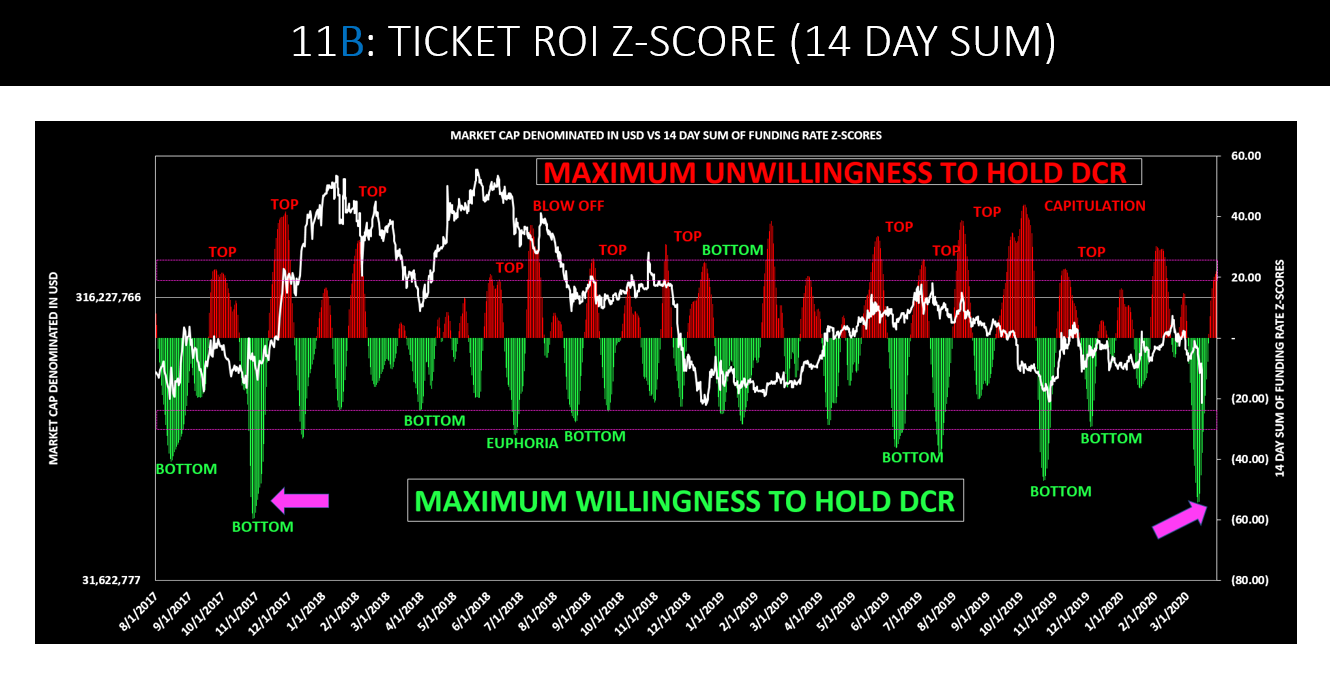 11B: TICKET ROI Z-SCORE (14 DAY SUM)
MARKET CAP DENOMINATED IN USD VS 14 DAY SUM OF FUNDING RATE Z-SCORES
MAXIMUM UNWILLINGNESS TO HOLD DCR
TOP
TOP
TOP
BLOW OFF
TOP
TOP
TOP
BOTTOM
TOP
TOP
TOP
CAPITULATION
TOP
BOTTOM
BOTTOM
BOTTOM
EUPHORIA
BOTTOM
BOTTOM
BOTTOM
BOTTOM
MAXIMUM WILLINGNESS TO HOLD DCR
MARKET CAP DENOMINATED IN USD
316,227,766
31,622,777
60.00
40.00
20.00
-
(20.00)
(40.00)
(60.00)
(80.00)
14 DAY SUM OF FUNDING RATE Z-SCORES
8/1/2017
9/1/2017
10/1/2017
11/1/2017
12/1/2017
1/1/2018
2/1/2018
3/1/2018
4/1/2018
5/1/2018
6/1/2018
7/1/2018
8/1/2018
9/1/2018
10/1/2018
11/1/2018
12/1/2018
1/1/2019
2/1/2019
3/1/2019
4/1/2019
5/1/2019
6/1/2019
7/1/2019
8/1/2019
9/1/2019
10/1/2019
11/1/2019
12/1/2019
1/1/2020
2/1/2020
3/1/2020